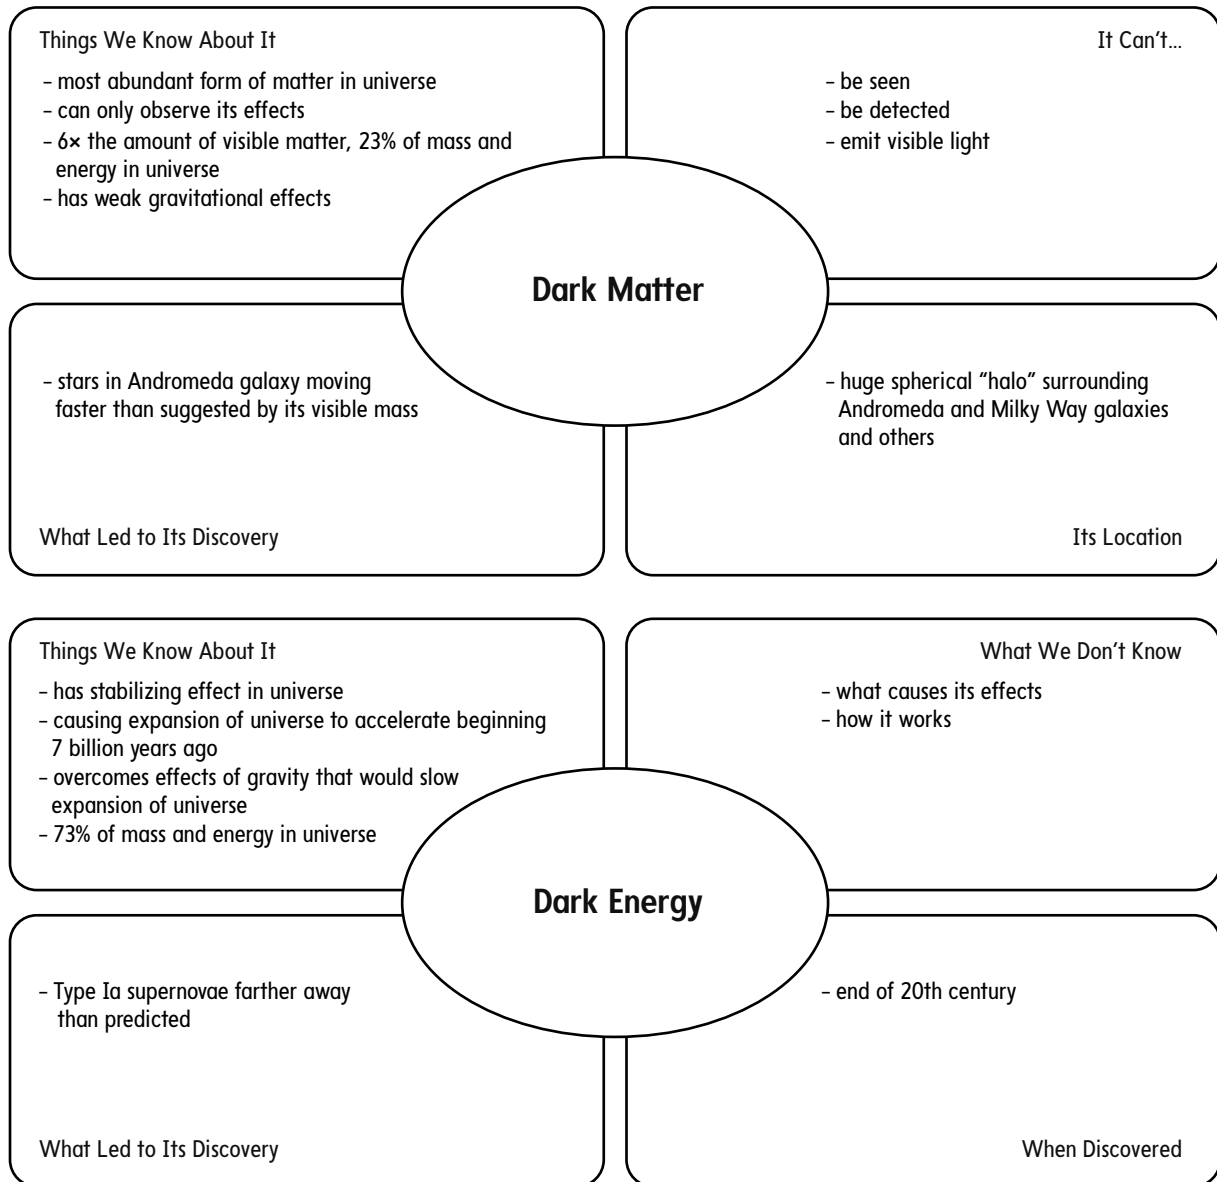 Things We Know About It
– most abundant form of matter in universe
– can only observe its effects
– 6× the amount of visible matter, 23% of mass and
energy in universe
– has weak gravitational effects
It Can't...
– be seen
– be detected
– emit visible light
Dark Matter
– stars in Andromeda galaxy moving
faster than suggested by its visible mass
What Led to Its Discovery
– huge spherical “halo” surrounding
Andromeda and Milky Way galaxies
and others
Its Location
Things We Know About It
– has stabilizing effect in universe
– causing expansion of universe to accelerate beginning
7 billion years ago
– overcomes effects of gravity that would slow
expansion of universe
– 73% of mass and energy in universe
What We Don't Know
– what causes its effects
– how it works
Dark Energy
– Type Ia supernovae farther away
than predicted
What Led to Its Discovery
– end of 20th century
When Discovered